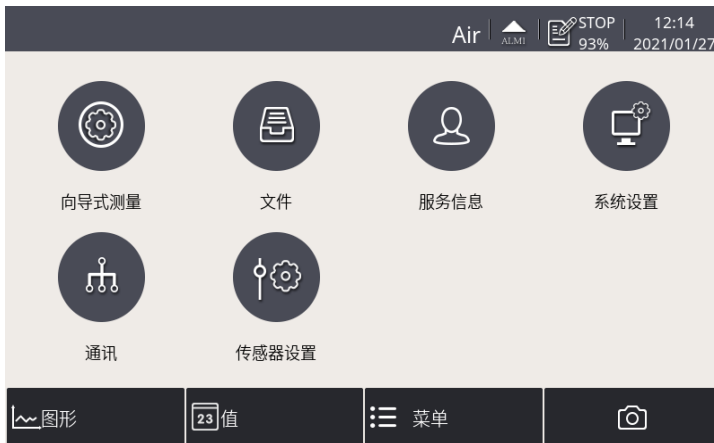 Air ALM1 STOP 12:14
93% 2021/01/27
向导式测量 文件 服务信息 系统设置
通讯 传感器设置
图形 23 值 菜单